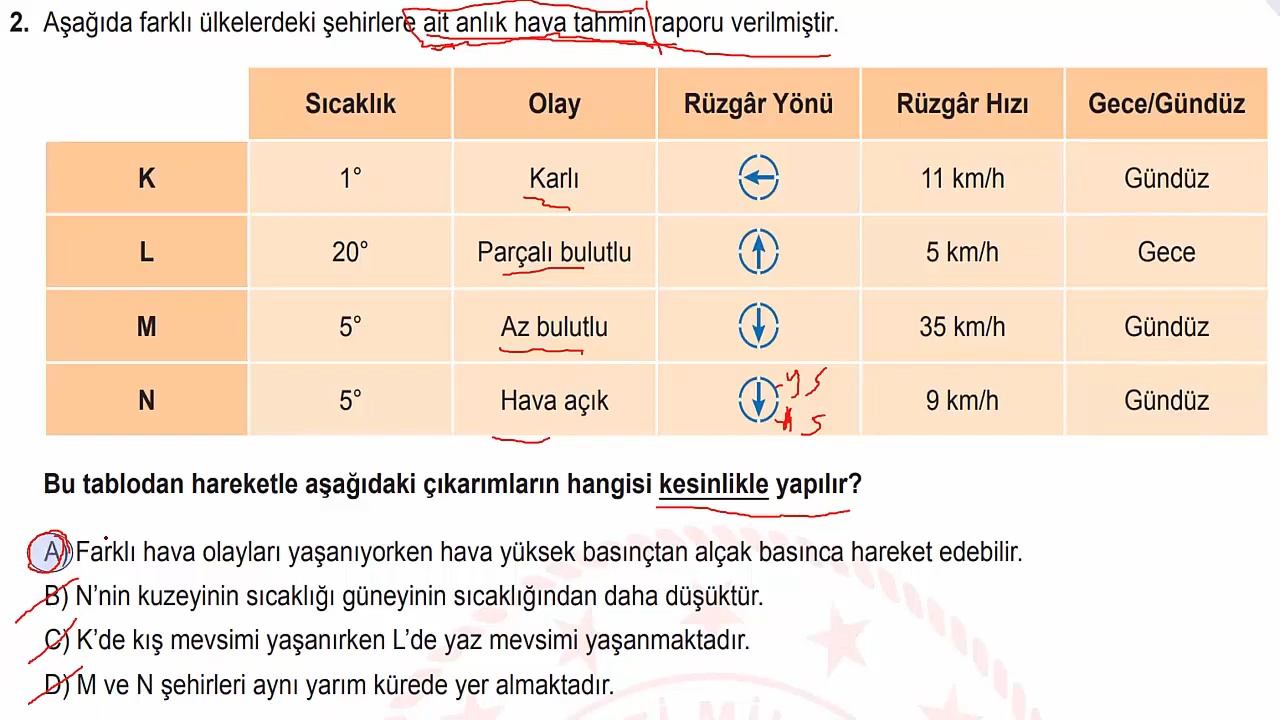 2. Aşağıda farklı ülkelerdeki şehirlere ait anlık hava tahmin raporu verilmiştir.
Sıcaklık Olay Rüzgâr Yönü Rüzgâr Hızı Gece/Gündüz
K 1° Karlı 11 km/h Gündüz
L 20° Parçalı bulutlu 5 km/h Gece
M 5° Az bulutlu 35 km/h Gündüz
N 5° Hava açık 9 km/h Gündüz
Y S
A S
Bu tablodan hareketle aşağıdaki çıkarımların hangisi kesinlikle yapılır?
A) Farklı hava olayları yaşanıyorken hava yüksek basınçtan alçak basınca hareket edebilir.
B) N’nin kuzeyinin sıcaklığı güneyinin sıcaklığından daha düşüktür.
C) K’de kış mevsimi yaşanırken L’de yaz mevsimi yaşanmaktadır.
D) M ve N şehirleri aynı yarım kürede yer almaktadır.